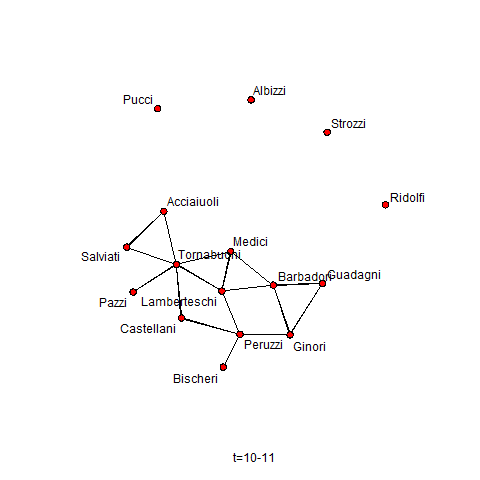 Albizzi
Pucci
Strozzi
Ridolfi
Acciaiuoli
Medici
Tornabuoni
Salviati
Guadagni
Barbadori
Pazzi
Lamberteschi
Castellani
Peruzzi
Ginori
Bischeri
t=10-11